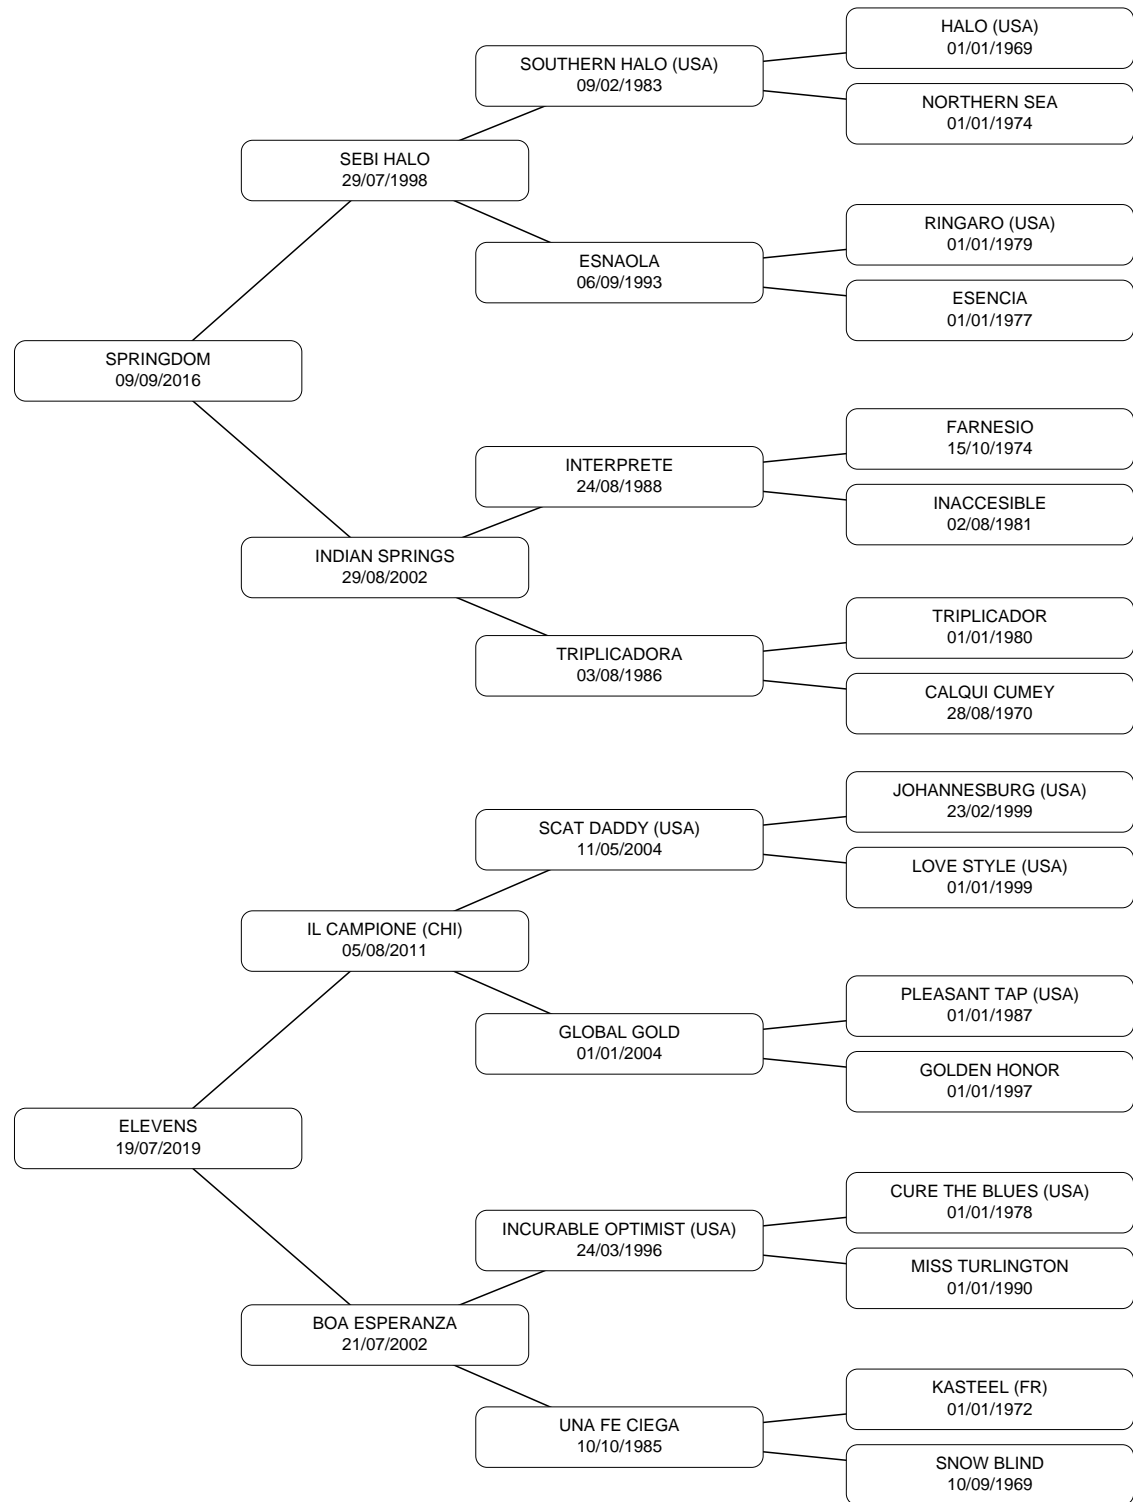 HALO (USA)
01/01/1969
SOUTHERN HALO (USA)
09/02/1983
NORTHERN SEA
01/01/1974
SEBI HALO
29/07/1998
RINGARO (USA)
01/01/1979
ESNAOLA
06/09/1993
ESENCIA
01/01/1977
SPRINGDOM
09/09/2016
FARNESIO
15/10/1974
INTERPRETE
24/08/1988
INACCESIBLE
02/08/1981
INDIAN SPRINGS
29/08/2002
TRIPLICADOR
01/01/1980
TRIPLICADORA
03/08/1986
CALQUI CUMEY
28/08/1970
JOHANNESBURG (USA)
23/02/1999
SCAT DADDY (USA)
11/05/2004
LOVE STYLE (USA)
01/01/1999
IL CAMPIONE (CHI)
05/08/2011
PLEASANT TAP (USA)
01/01/1987
GLOBAL GOLD
01/01/2004
GOLDEN HONOR
01/01/1997
ELEVENS
19/07/2019
CURE THE BLUES (USA)
01/01/1978
INCURABLE OPTIMIST (USA)
24/03/1996
MISS TURLINGTON
01/01/1990
BOA ESPERANZA
21/07/2002
KASTEEL (FR)
01/01/1972
UNA FE CIEGA
10/10/1985
SNOW BLIND
10/09/1969